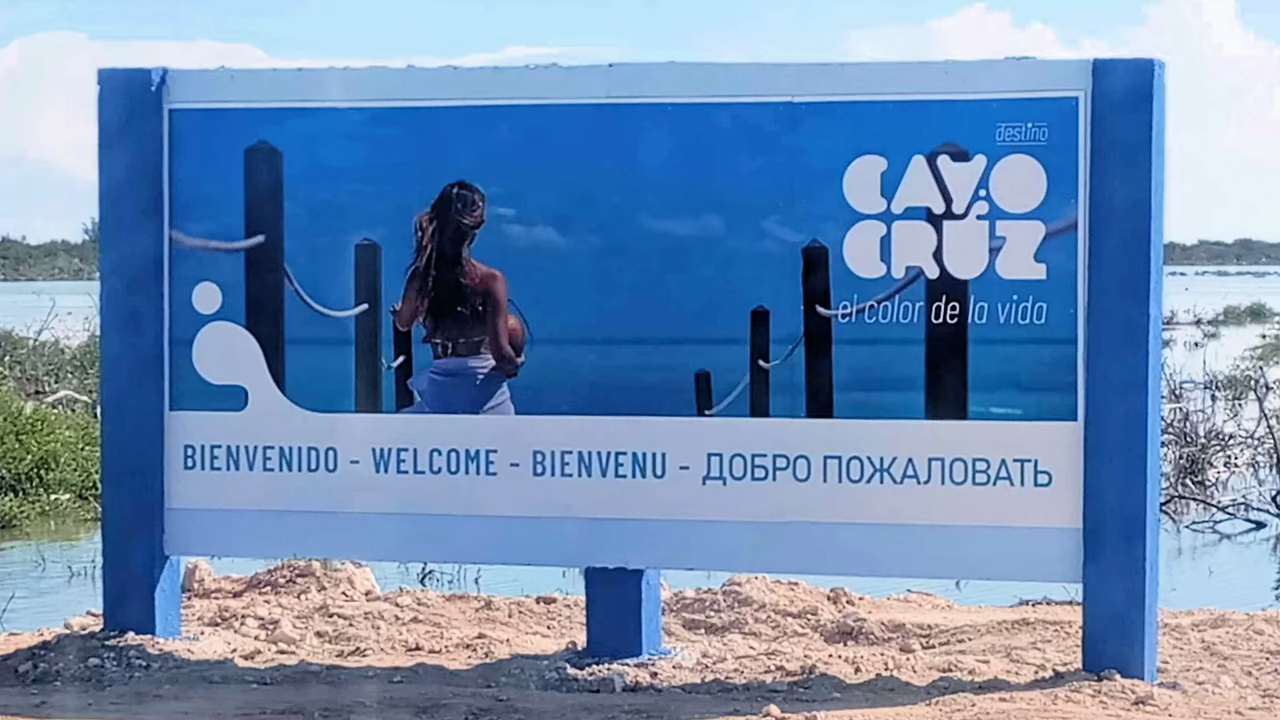 destino
CAYO
CRUZ
el color de la vida
BIENVENIDO - WELCOME - BIENVENU - ДОБРО ПОЖАЛОВАТЬ